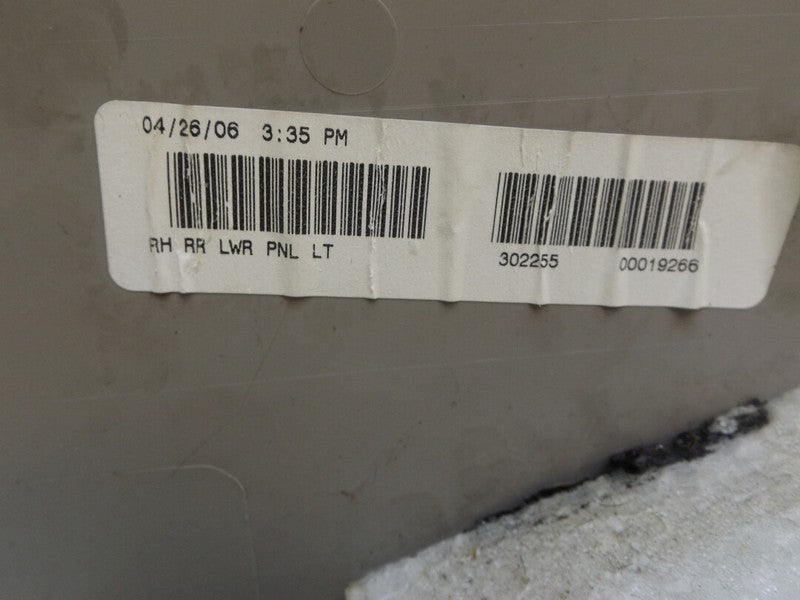 04/26/06 3:35 PM
RH RR LWR PNL LT
302255 00019266